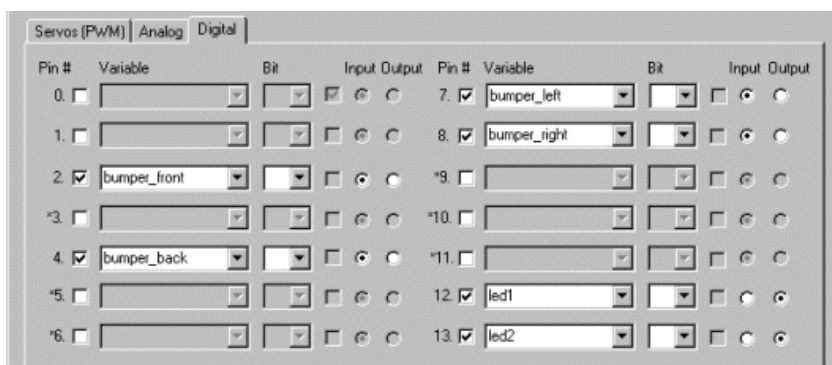 Servos (PWM) Analog Digital
Pin # Variable Bit Input Output Pin # Variable Bit Input Output
0. 7. bumper_left
1. 8. bumper_right
2. bumper_front *9.
*3. *10.
4. bumper_back *11.
*5. 12. led1
*6. 13. led2